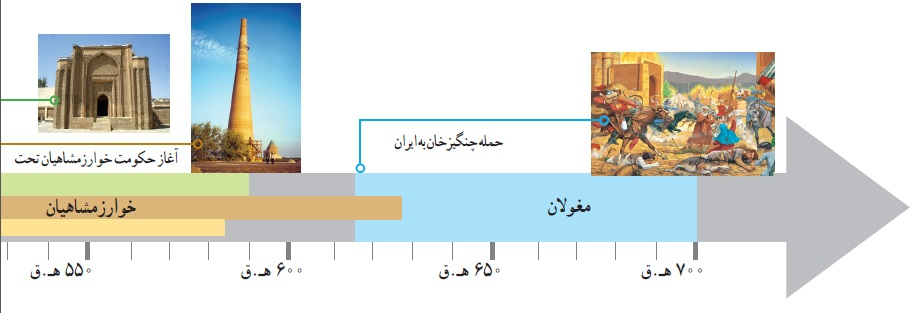 حمله چنگیزخان به ایران
آغاز حکومت خوارزمشاهیان تحت
خوارزمشاهیان
مغولان
۵۵۰ هـ.ق
۶۰۰ هـ.ق
۶۵۰ هـ.ق
۷۰۰ هـ.ق